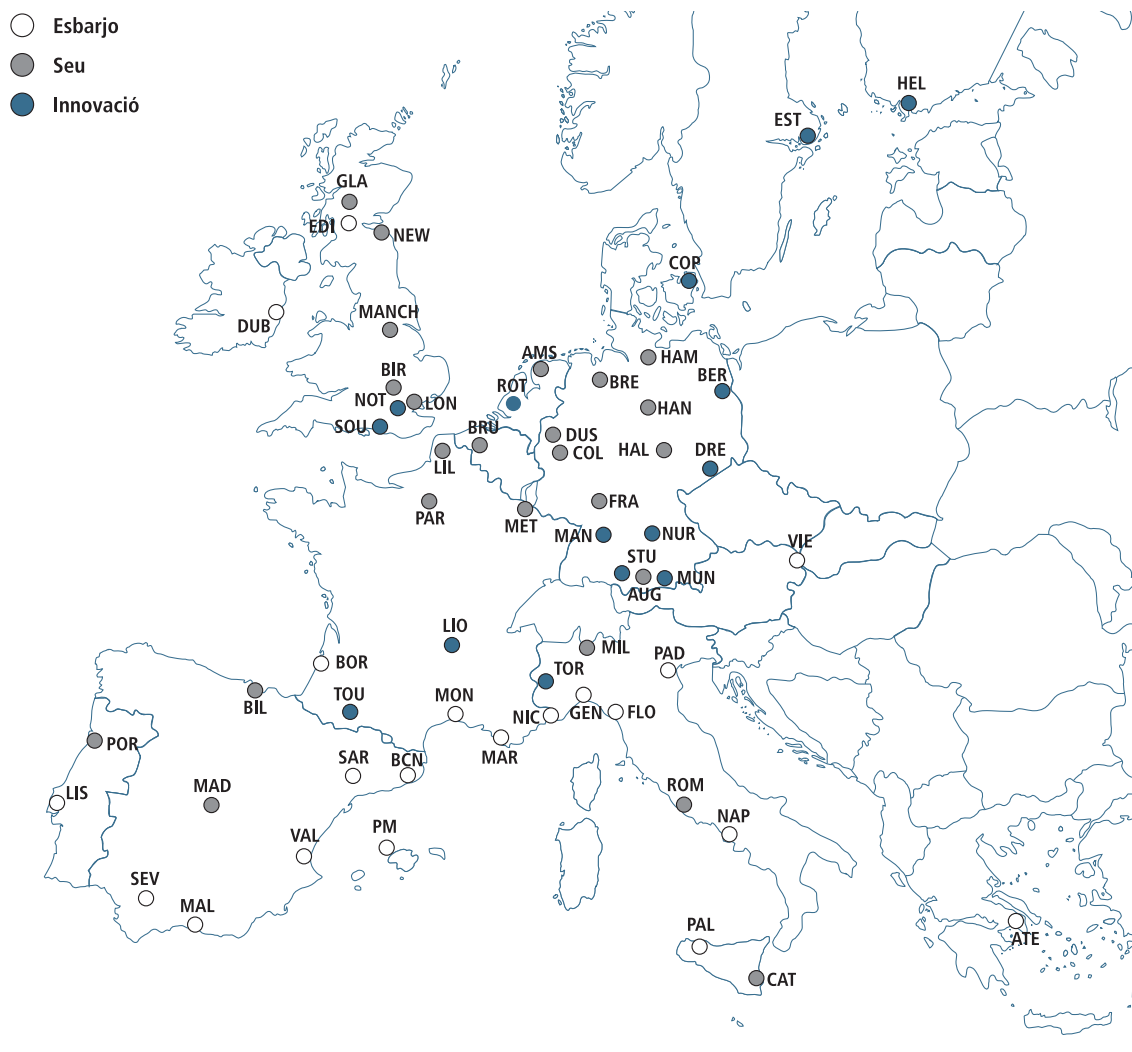 Esbarjo
Seu
Innovació
HEL
EST
GLA
EDI
NEW
COP
DUB
MANCH
AMS
HAM
BIR
ROT
BRE
BER
NOT
LON
HAN
SOU
BRU
DUS
LIL
COL
HAL
DRE
PAR
MET
FRA
MAN
NUR
VIE
STU
MUN
AUG
LIO
BOR
MIL
PAD
TOR
BIL
TOU
MON
NIC
GEN
FLO
POR
MAR
SAR
BCN
LIS
MAD
ROM
NAP
VAL
PM
SEV
MAL
PAL
ATE
CAT